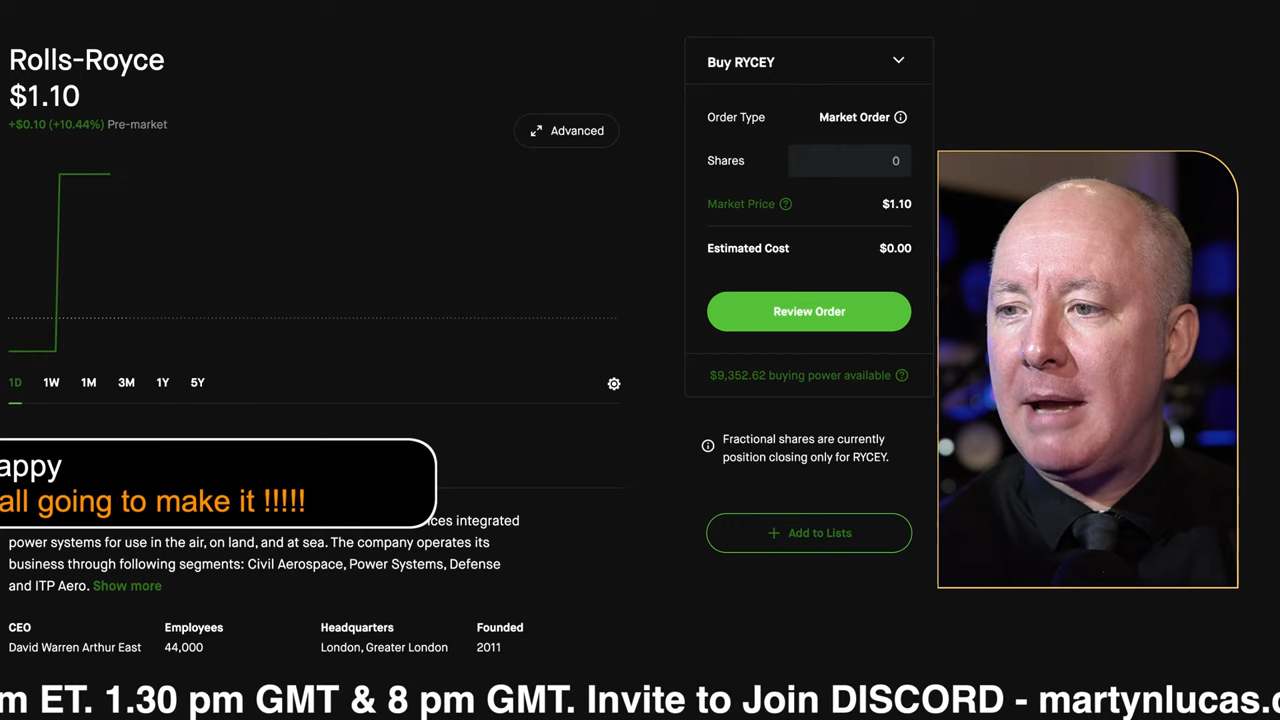 Rolls-Royce
$1.10
+$0.10 (+10.44%) Pre-market
Advanced
1D 1W 1M 3M 1Y 5Y
appy
all going to make it !!!!!
ices integrated
power systems for use in the air, on land, and at sea. The company operates its
business through following segments: Civil Aerospace, Power Systems, Defense
and ITP Aero. Show more
CEO Employees Headquarters Founded
David Warren Arthur East 44,000 London, Greater London 2011
Buy RYCEY
Order Type Market Order
Shares 0
Market Price $1.10
Estimated Cost $0.00
Review Order
$9,352.62 buying power available
Fractional shares are currently
position closing only for RYCEY.
Add to Lists
m ET. 1.30 pm GMT & 8 pm GMT. Invite to Join DISCORD - martynlucas.c